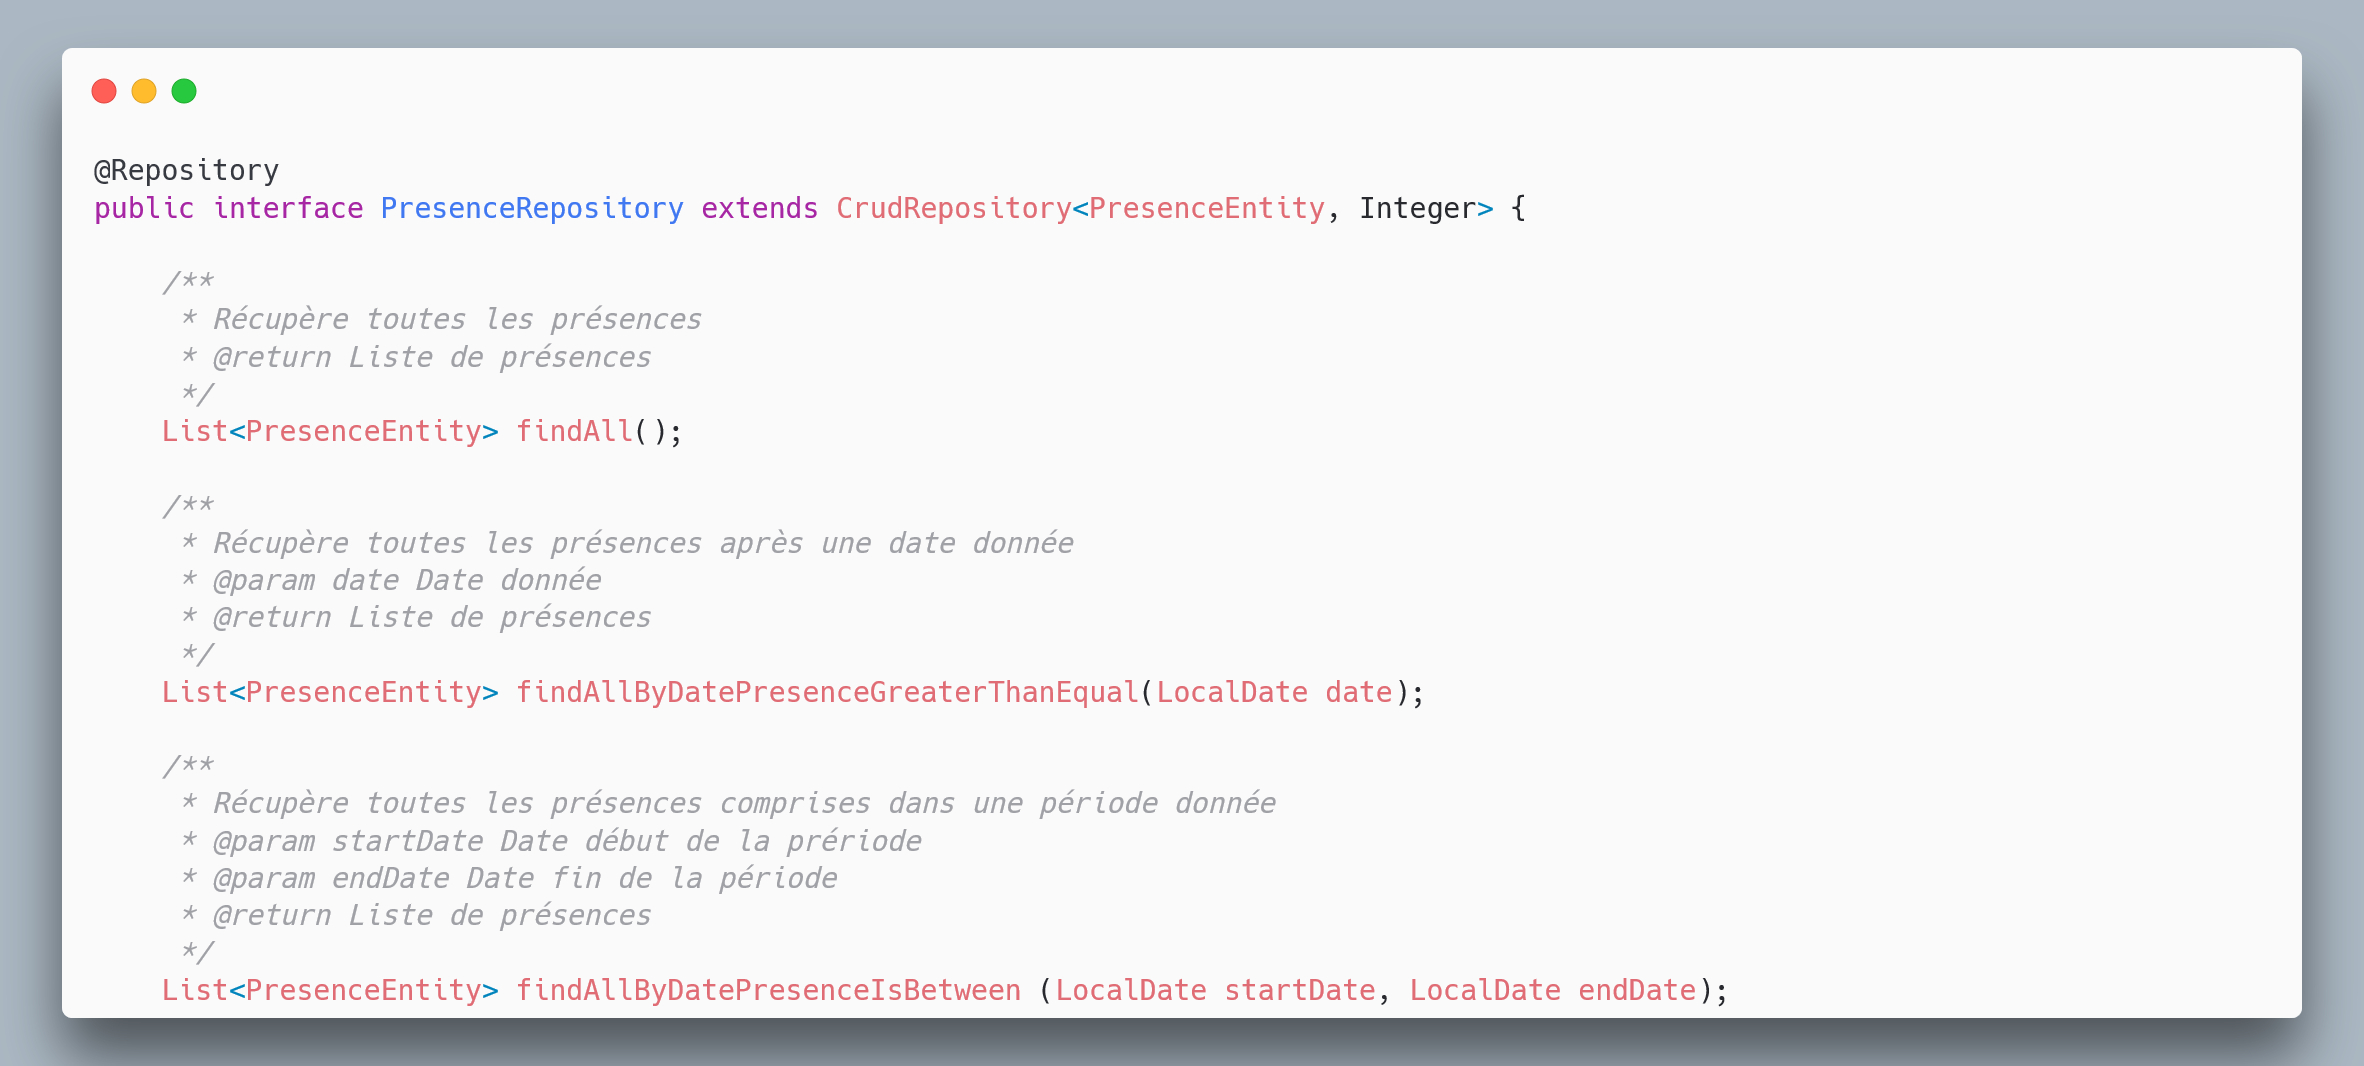 @Repository
public interface PresenceRepository extends CrudRepository<PresenceEntity, Integer> {
/**
* Récupère toutes les présences
* @return Liste de présences
*/
List<PresenceEntity> findAll();
/**
* Récupère toutes les présences après une date donnée
* @param date Date donnée
* @return Liste de présences
*/
List<PresenceEntity> findAllByDatePresenceGreaterThanEqual(LocalDate date);
/**
* Récupère toutes les présences comprises dans une période donnée
* @param startDate Date début de la prériode
* @param endDate Date fin de la période
* @return Liste de présences
*/
List<PresenceEntity> findAllByDatePresenceIsBetween (LocalDate startDate, LocalDate endDate);